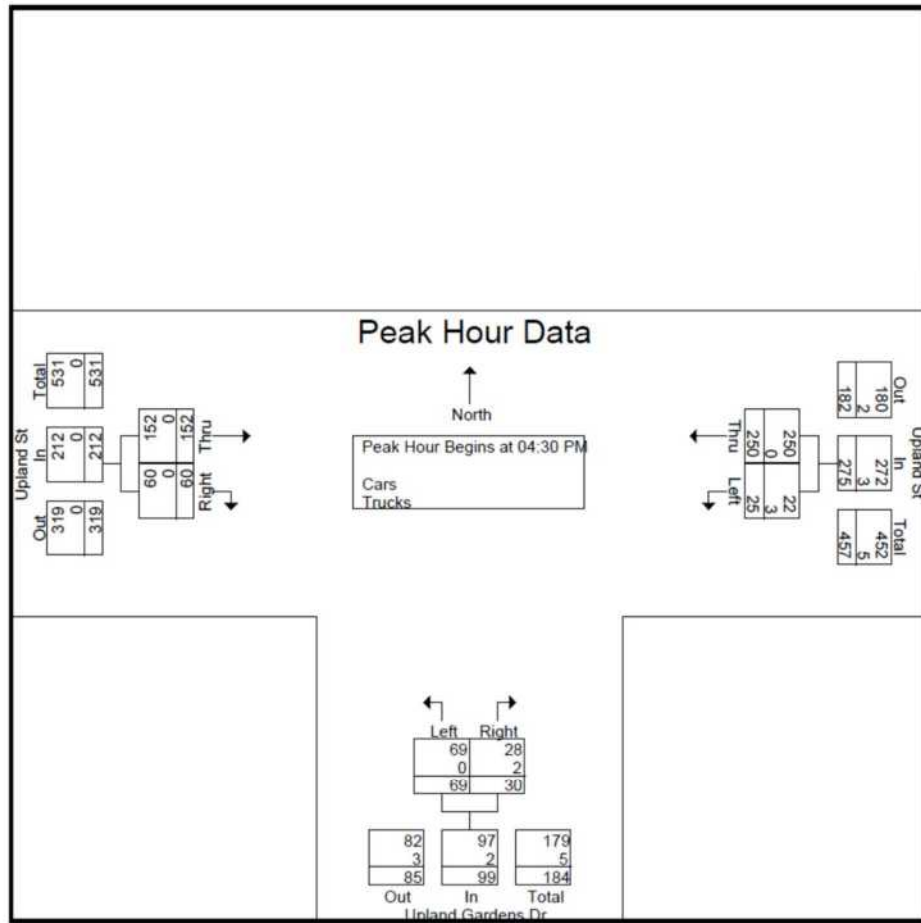 Peak Hour Data
North
Peak Hour Begins at 04:30 PM
Cars
Trucks
Upland St
Total
531
0
531
In
212
0
212
Out
319
0
319
Thru
152
0
152
Right
60
0
60
Thru
250
0
250
Left
22
3
25
Upland St
Out
180
2
182
In
272
3
275
Total
452
5
457
Left Right
69 28
0 2
69 30
82 97 179
3 2 5
85 99 184
Out In Total
Upland Gardens Dr